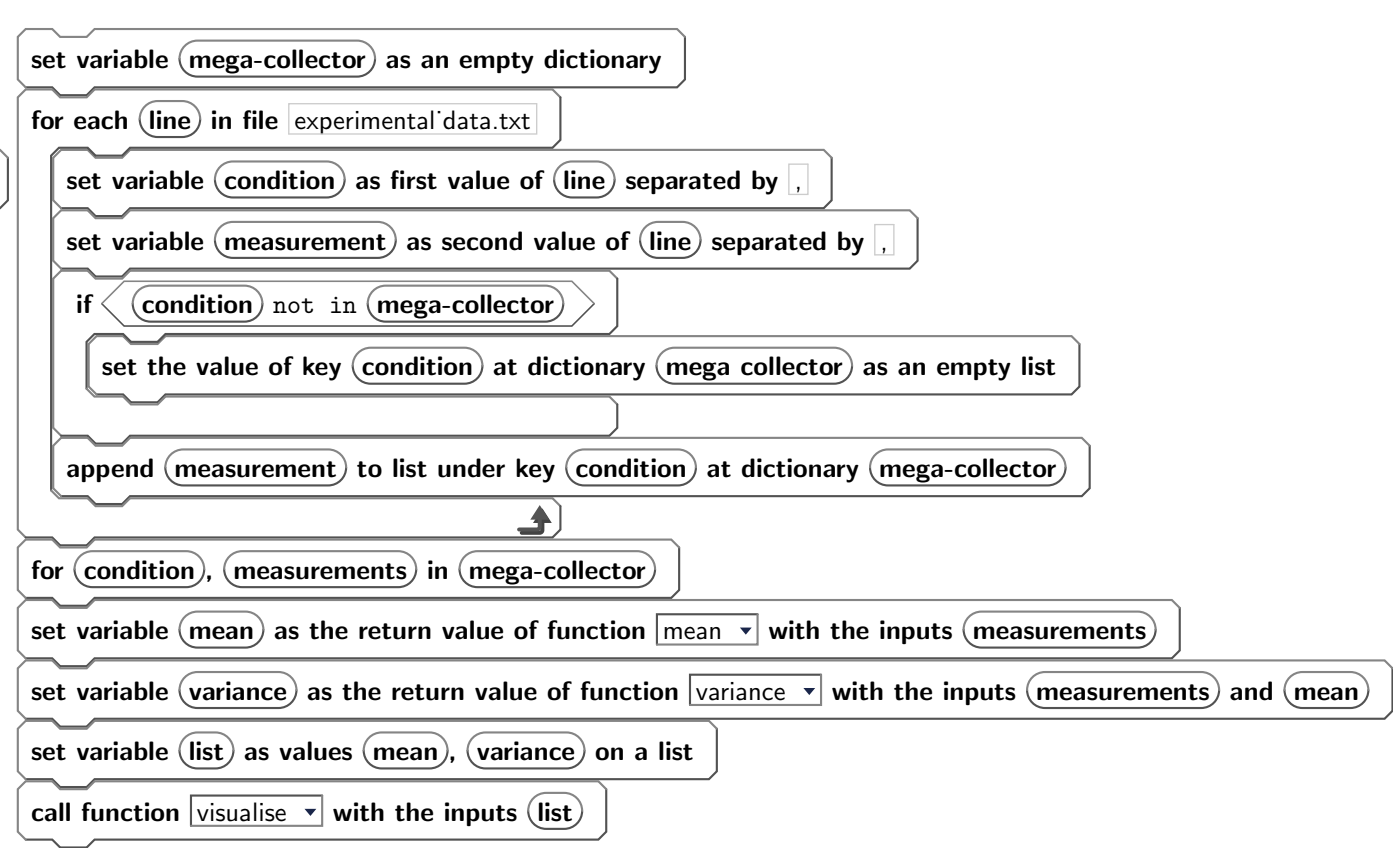 set variable mega-collector as an empty dictionary
for each line in file experimental˙data.txt
set variable condition as first value of line separated by ,
set variable measurement as second value of line separated by ,
if condition not in mega-collector
set the value of key condition at dictionary mega collector as an empty list
append measurement to list under key condition at dictionary mega-collector
for condition, measurements in mega-collector
set variable mean as the return value of function mean with the inputs measurements
set variable variance as the return value of function variance with the inputs measurements and mean
set variable list as values mean, variance on a list
call function visualise with the inputs list